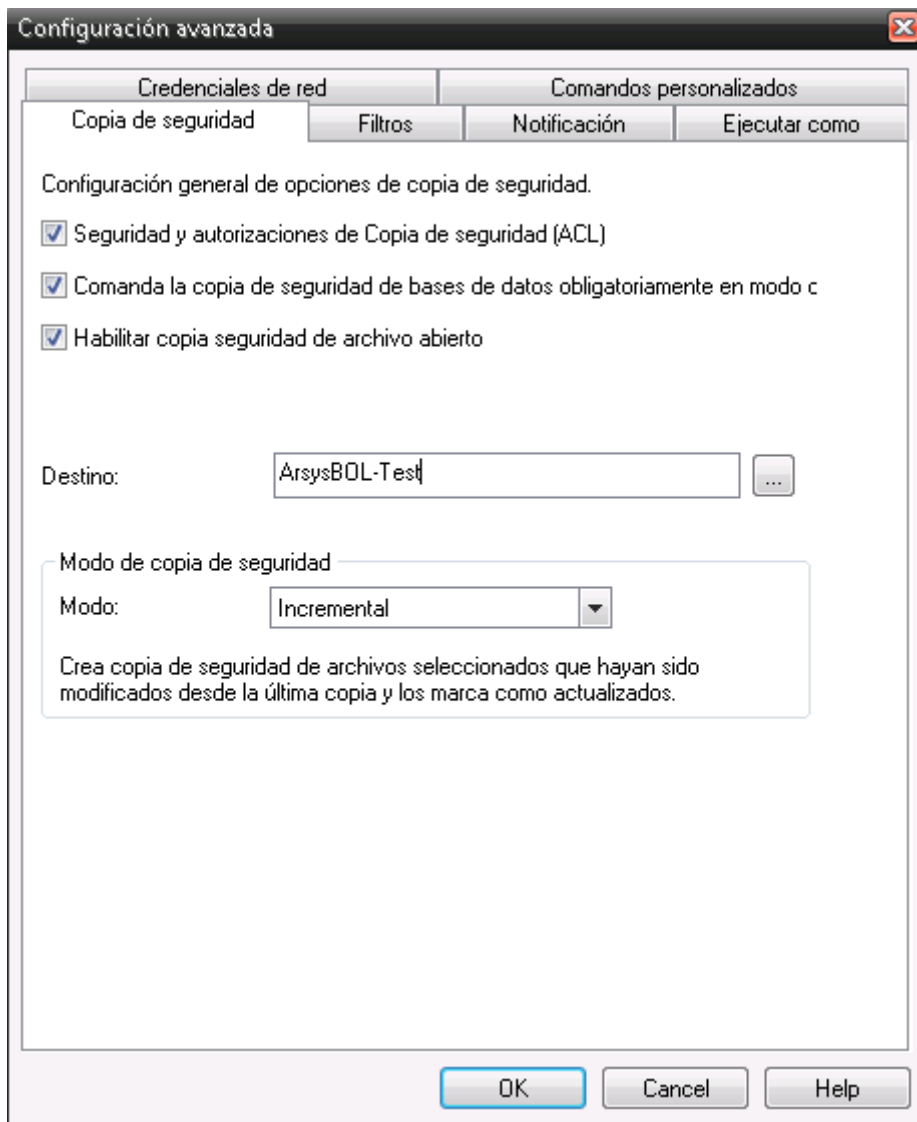 Configuración avanzada
Credenciales de red
Comandos personalizados
Copia de seguridad
Filtros
Notificación
Ejecutar como
Configuración general de opciones de copia de seguridad.
Seguridad y autorizaciones de Copia de seguridad (ACL)
Comanda la copia de seguridad de bases de datos obligatoriamente en modo c
Habilitar copia seguridad de archivo abierto
Destino:
ArsysBOL-Test
...
Modo de copia de seguridad
Modo:
Incremental
Crea copia de seguridad de archivos seleccionados que hayan sido
modificados desde la última copia y los marca como actualizados.
OK
Cancel
Help